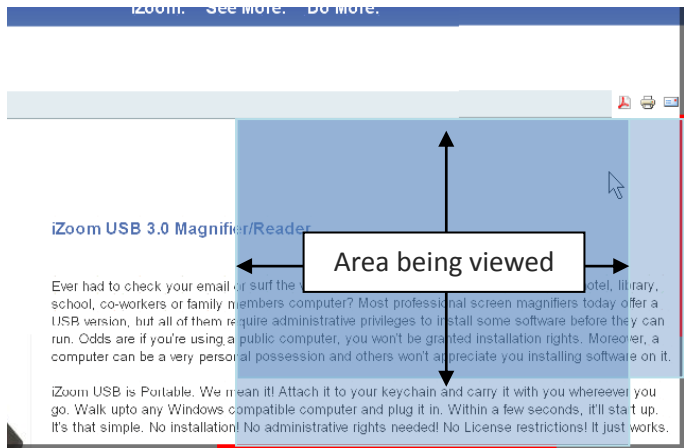 iZoom. See More. Do More.
iZoom USB 3.0 Magnifier/Reader
Area being viewed
Ever had to check your email or surf the otel, library,
school, co-workers or family members computer? Most professional screen magnifiers today offer a
USB version, but all of them require administrative privileges to install some software before they can
run. Odds are if you're using a public computer, you won't be granted installation rights. Moreover, a
computer can be a very personal possession and others won't appreciate you installing software on it.
iZoom USB is Portable. We mean it! Attach it to your keychain and carry it with you whereever you
go. Walk upto any Windows compatible computer and plug it in. Within a few seconds, it'll start up.
It's that simple. No installation! No administrative rights needed! No License restrictions! It just works.